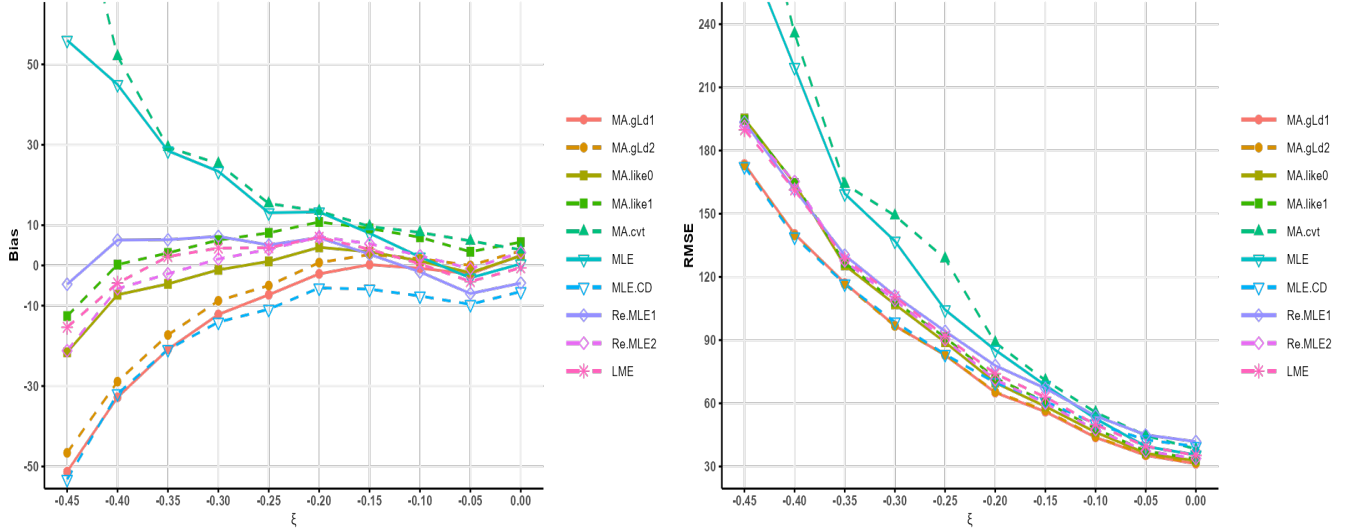 Bias
50
30
10
0
-10
-30
-50
-0.45 -0.40 -0.35 -0.30 -0.25 -0.20 -0.15 -0.10 -0.05 0.00
ξ
MA.gLd1
MA.gLd2
MA.like0
MA.like1
MA.cvt
MLE
MLE.CD
Re.MLE1
Re.MLE2
LME
RMSE
240
210
180
150
120
90
60
30
-0.45 -0.40 -0.35 -0.30 -0.25 -0.20 -0.15 -0.10 -0.05 0.00
ξ
MA.gLd1
MA.gLd2
MA.like0
MA.like1
MA.cvt
MLE
MLE.CD
Re.MLE1
Re.MLE2
LME